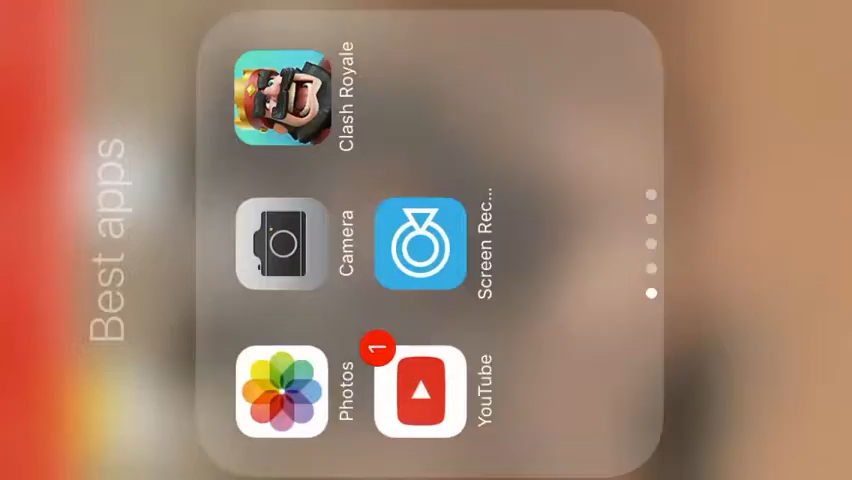 Best apps
Photos
Camera
Clash Royale
1
YouTube
Screen Rec...